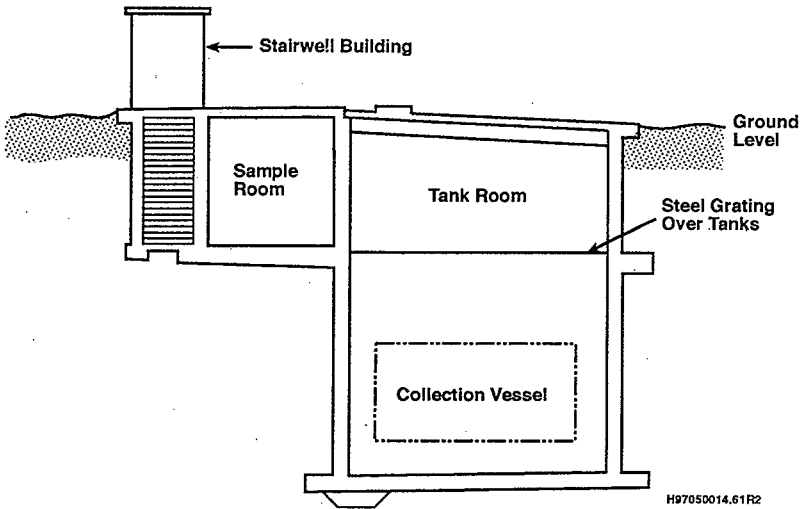 Stairwell Building
Ground
Level
Sample
Room
Tank Room
Steel Grating
Over Tanks
Collection Vessel
H97050014.61R2